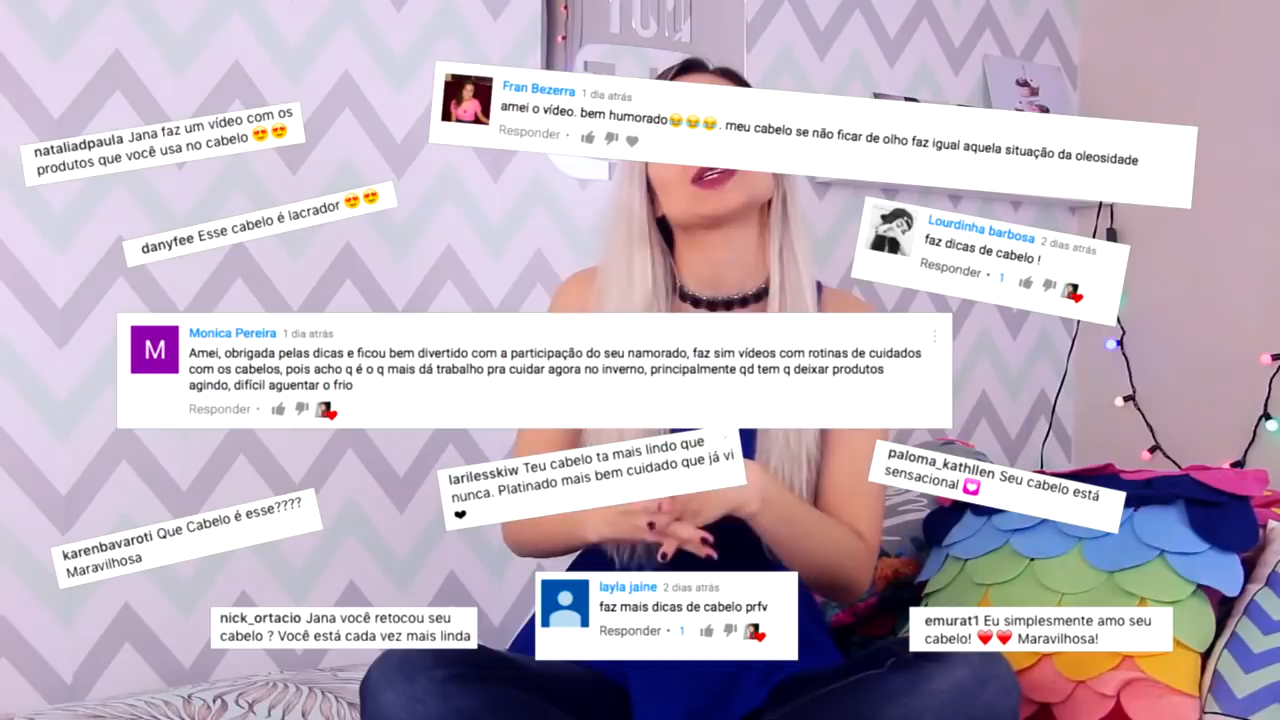 YOU
Fran Bezerra 1 dia atrás
amei o vídeo. bem humorado😂😂😂. meu cabelo se não ficar de olho faz igual aquela situação da oleosidade
Responder •
nataliadpaula Jana faz um vídeo com os
produtos que você usa no cabelo 😍😍
danyfee Esse cabelo é lacrador 😍😍
Lourdinha barbosa 2 dias atrás
faz dicas de cabelo !
Responder • 1
Monica Pereira 1 dia atrás
M
Amei, obrigada pelas dicas e ficou bem divertido com a participação do seu namorado, faz sim vídeos com rotinas de cuidados
com os cabelos, pois acho q é o q mais dá trabalho pra cuidar agora no inverno, principalmente qd tem q deixar produtos
agindo, difícil aguentar o frio
Responder •
larilesskiw Teu cabelo ta mais lindo que
nunca. Platinado mais bem cuidado que já vi
❤
paloma_kathllen Seu cabelo está
sensacional 💟
karenbavaroti Que Cabelo é esse????
Maravilhosa
layla jaine 2 dias atrás
faz mais dicas de cabelo prfv
Responder • 1
nick_ortacio Jana você retocou seu
cabelo ? Você está cada vez mais linda
emurat1 Eu simplesmente amo seu
cabelo! ❤️❤️ Maravilhosa!